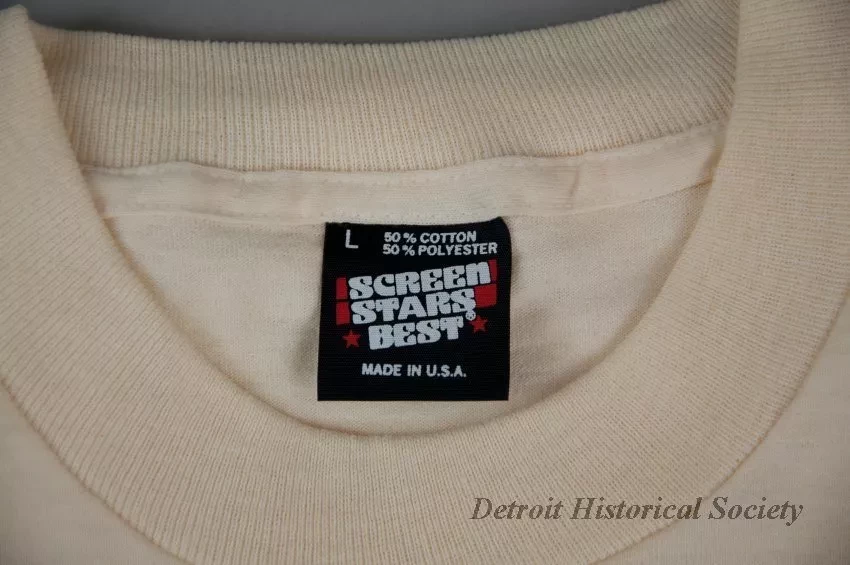 L
50% COTTON
50% POLYESTER
SCREEN
STARS
BEST®
MADE IN U.S.A.
Detroit Historical Society